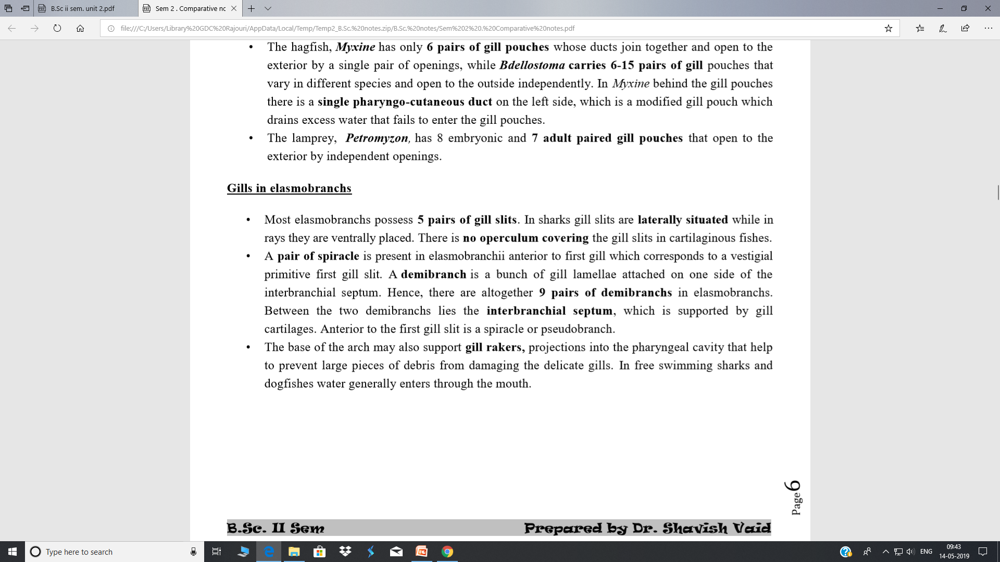 B.Sc ii sem. unit 2.pdf
Sem 2 . Comparative nc
file:///C:/Users/Library%20GDC%20Rajouri/AppData/Local/Temp/Temp2_B.Sc.%20notes.zip/B.Sc.%20notes/Sem%202%20.%20Comparative%20notes.pdf
• The hagfish, Myxine has only 6 pairs of gill pouches whose ducts join together and open to the
exterior by a single pair of openings, while Bdellostoma carries 6-15 pairs of gill pouches that
vary in different species and open to the outside independently. In Myxine behind the gill pouches
there is a single pharyngo-cutaneous duct on the left side, which is a modified gill pouch which
drains excess water that fails to enter the gill pouches.
• The lamprey, Petromyzon, has 8 embryonic and 7 adult paired gill pouches that open to the
exterior by independent openings.
Gills in elasmobranchs
• Most elasmobranchs possess 5 pairs of gill slits. In sharks gill slits are laterally situated while in
rays they are ventrally placed. There is no operculum covering the gill slits in cartilaginous fishes.
• A pair of spiracle is present in elasmobranchii anterior to first gill which corresponds to a vestigial
primitive first gill slit. A demibranch is a bunch of gill lamellae attached on one side of the
interbranchial septum. Hence, there are altogether 9 pairs of demibranchs in elasmobranchs.
Between the two demibranchs lies the interbranchial septum, which is supported by gill
cartilages. Anterior to the first gill slit is a spiracle or pseudobranch.
• The base of the arch may also support gill rakers, projections into the pharyngeal cavity that help
to prevent large pieces of debris from damaging the delicate gills. In free swimming sharks and
dogfishes water generally enters through the mouth.
Page 6
B.Sc. II Sem Prepared by Dr. Shavish Vaid
Type here to search
ENG
09:43
14-05-2019